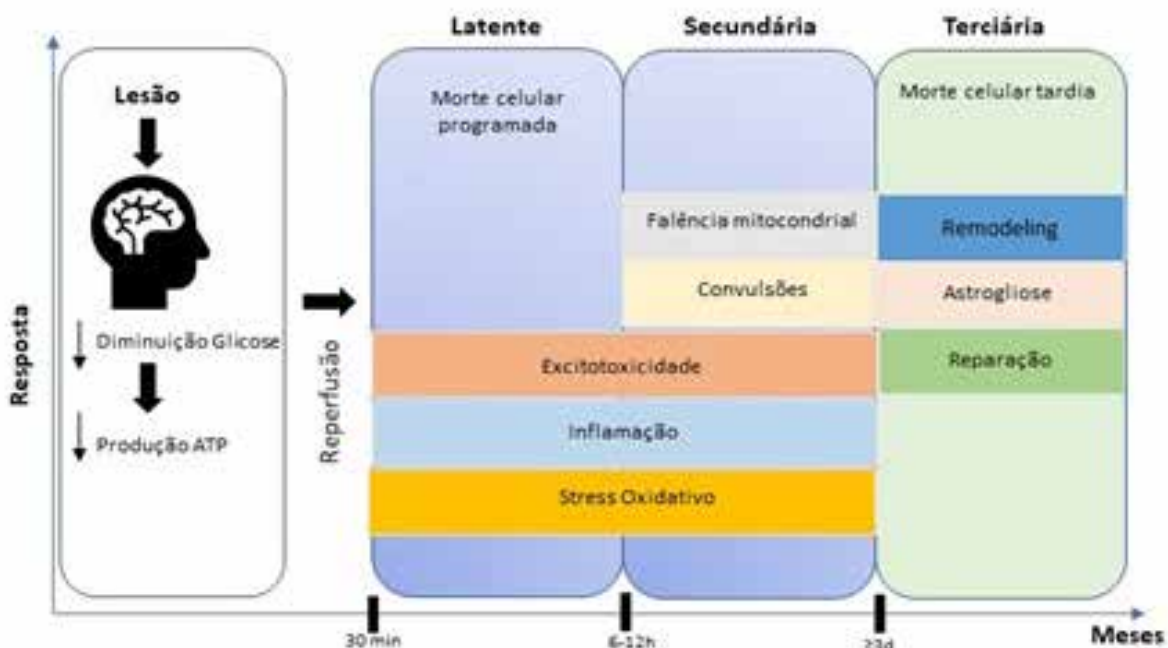 Latente
Secundária
Terciária
Lesão
Diminuição Glicose
Produção ATP
Resposta
Reperfusão
Morte celular
programada
Morte celular tardia
Falência mitocondrial
Remodeling
Convulsões
Astrogliose
Excitotoxicidade
Reparação
Inflamação
Stress Oxidativo
30 min
6-12h
Meses